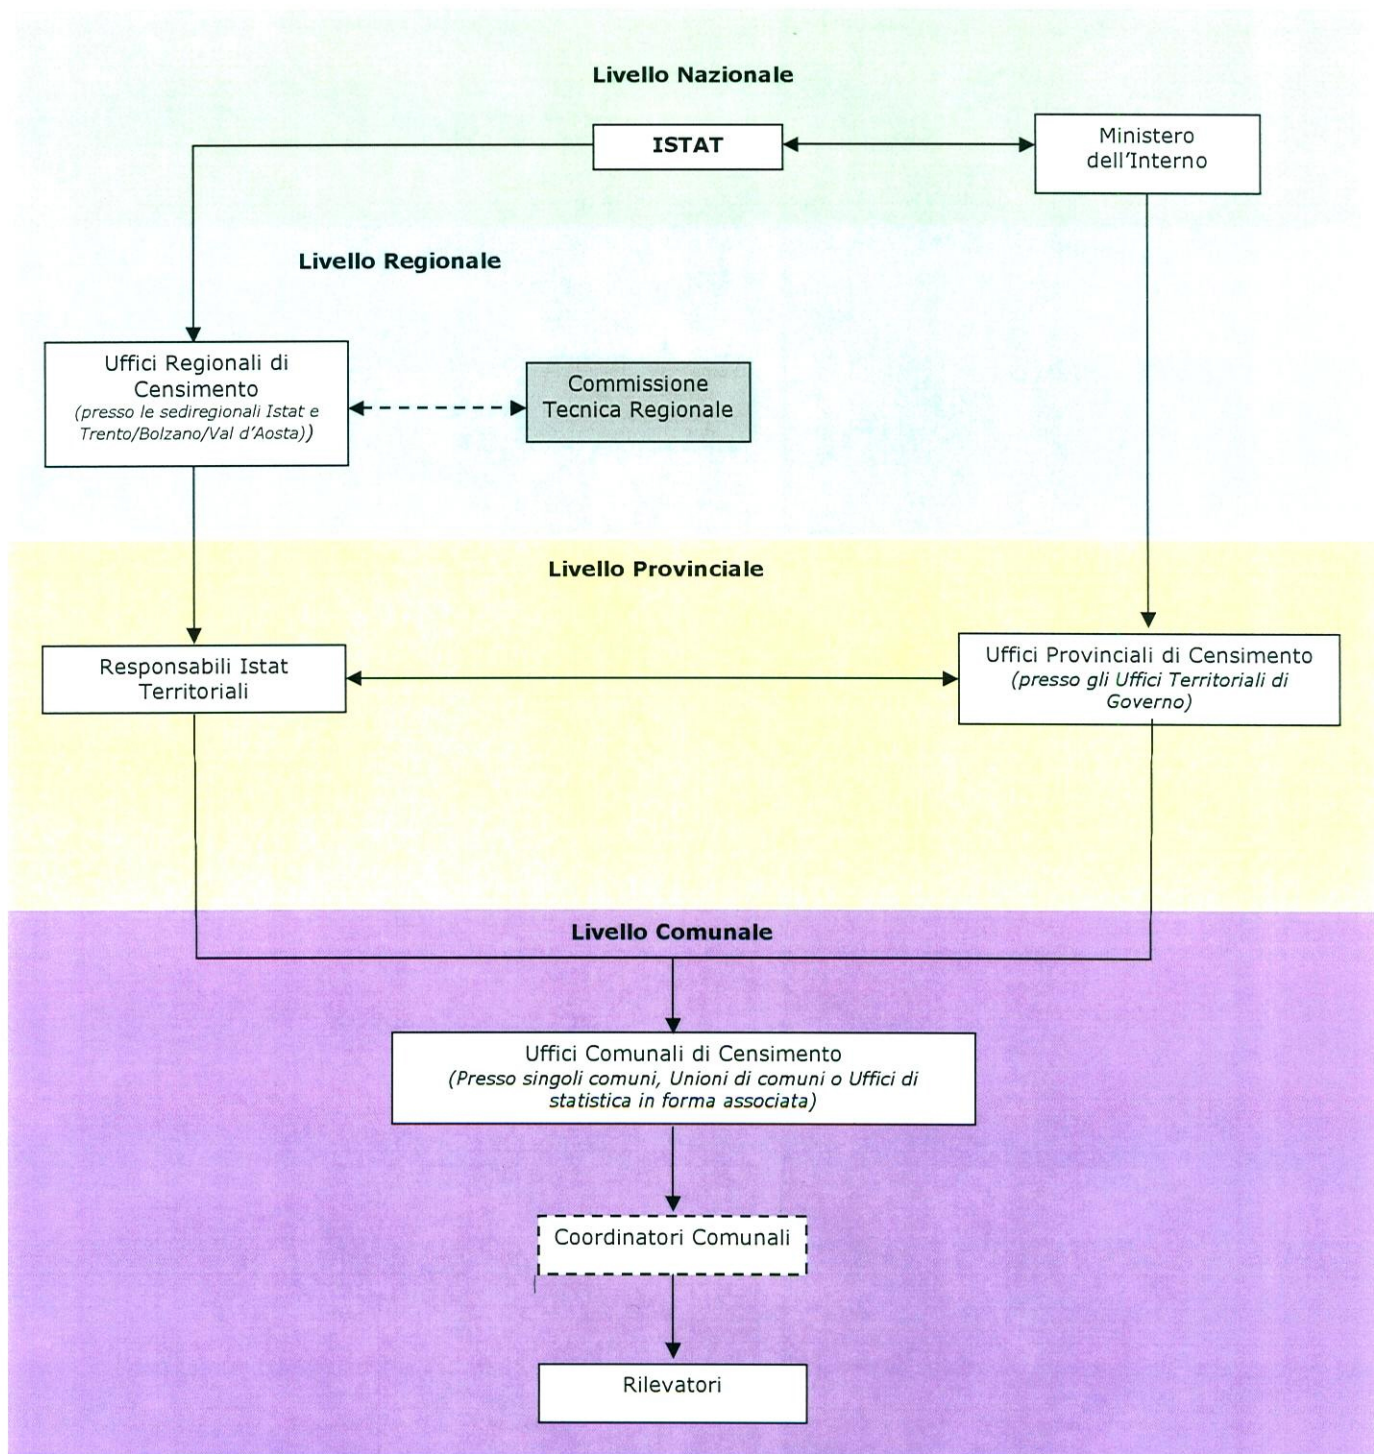 Livello Nazionale
ISTAT
Ministero
dell'Interno
Livello Regionale
Uffici Regionali di
Censimento
(presso le sediregionali Istat e
Trento/Bolzano/Val d'Aosta))
Commissione
Tecnica Regionale
Livello Provinciale
Responsabili Istat
Territoriali
Uffici Provinciali di Censimento
(presso gli Uffici Territoriali di
Governo)
Livello Comunale
Uffici Comunali di Censimento
(Presso singoli comuni, Unioni di comuni o Uffici di
statistica in forma associata)
Coordinatori Comunali
Rilevatori